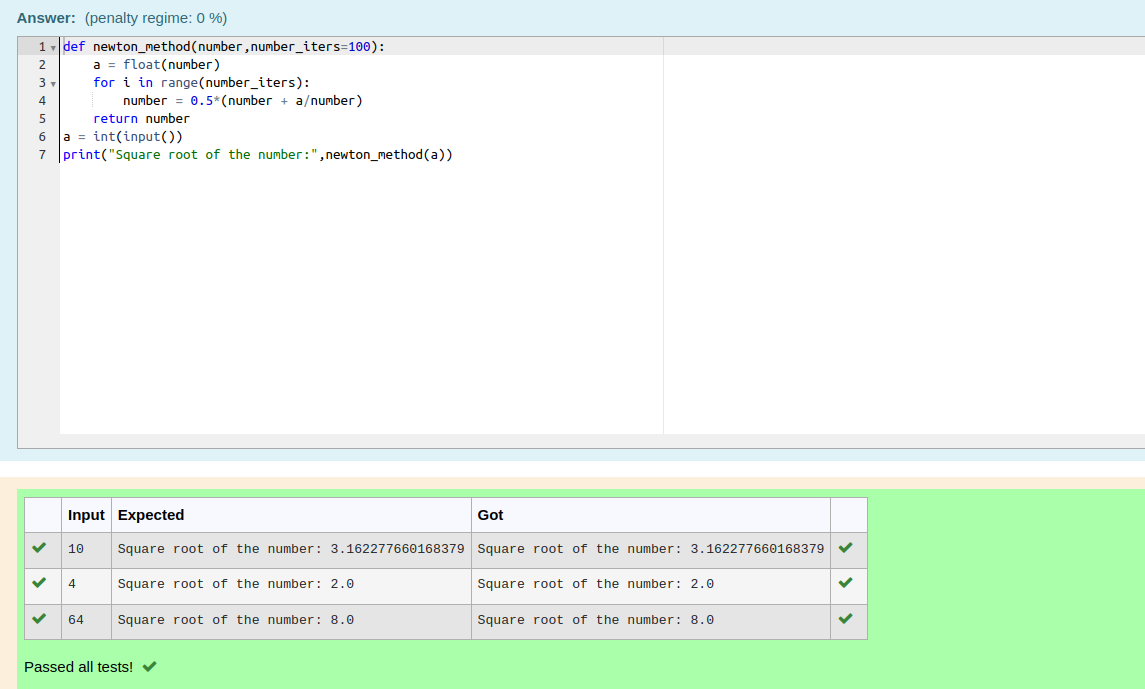 Answer: (penalty regime: 0 %)
1 def newton_method(number,number_iters=100):
2     a = float(number)
3     for i in range(number_iters):
4         number = 0.5*(number + a/number)
5     return number
6 a = int(input())
7 print("Square root of the number:",newton_method(a))
Input Expected Got
10 Square root of the number: 3.162277660168379 Square root of the number: 3.162277660168379
4 Square root of the number: 2.0 Square root of the number: 2.0
64 Square root of the number: 8.0 Square root of the number: 8.0
Passed all tests!